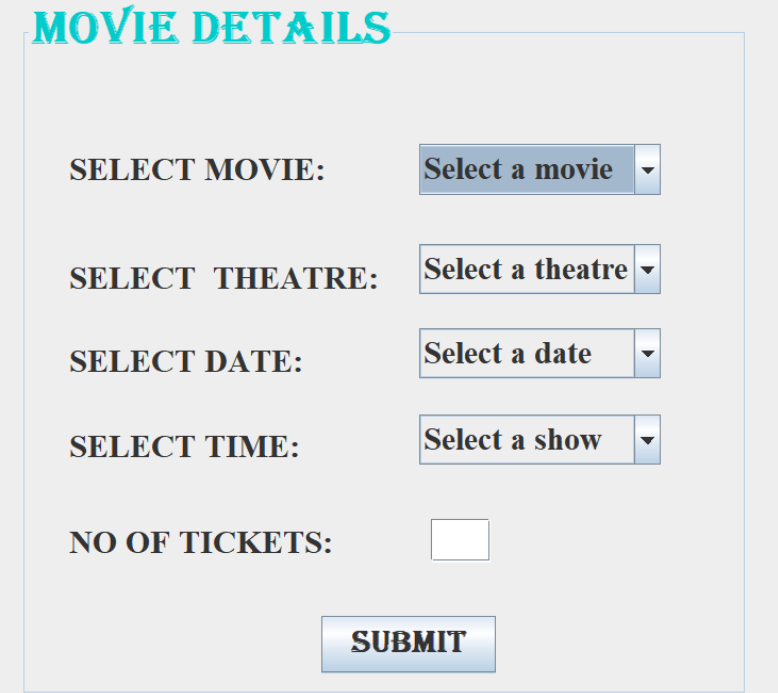 MOVIE DETAILS
SELECT MOVIE: Select a movie
SELECT THEATRE: Select a theatre
SELECT DATE: Select a date
SELECT TIME: Select a show
NO OF TICKETS:
SUBMIT